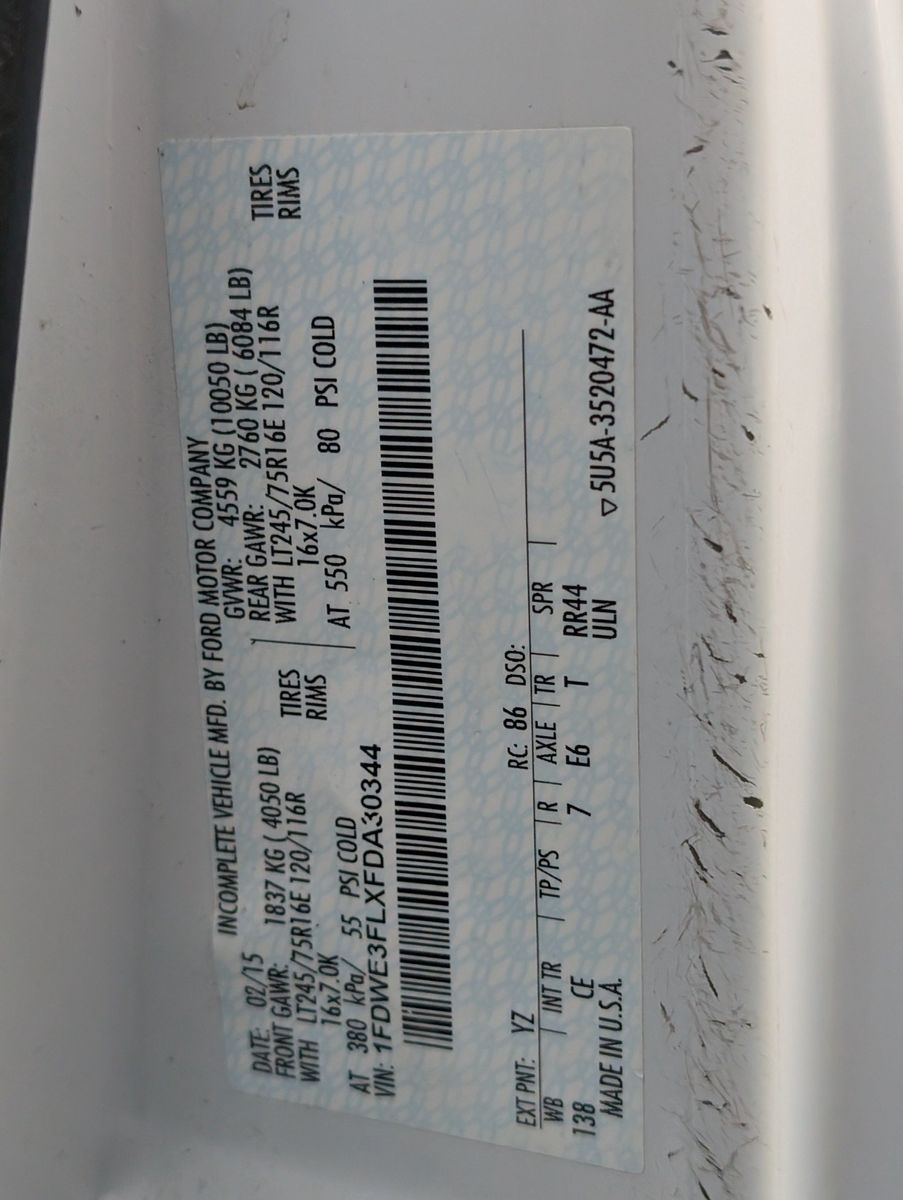 INCOMPLETE VEHICLE MFD. BY FORD MOTOR COMPANY
DATE: 02/15 GVWR: 4559 KG (10050 LB)
FRONT GAWR: 1837 KG ( 4050 LB) REAR GAWR: 2760 KG ( 6084 LB)
WITH LT245/75R16E 120/116R TIRES WITH LT245/75R16E 120/116R TIRES
16x7.0K RIMS 16x7.0K RIMS
AT 380 kPa/ 55 PSI COLD AT 550 kPa/ 80 PSI COLD
VIN: 1FDWE3FLXFDA30344
EXT PNT: YZ RC: 86 DSO:
WB INT TR TP/PS R AXLE TR SPR
138 CE 7 E6 T RR44
MADE IN U.S.A. ULN
5U5A-3520472-AA